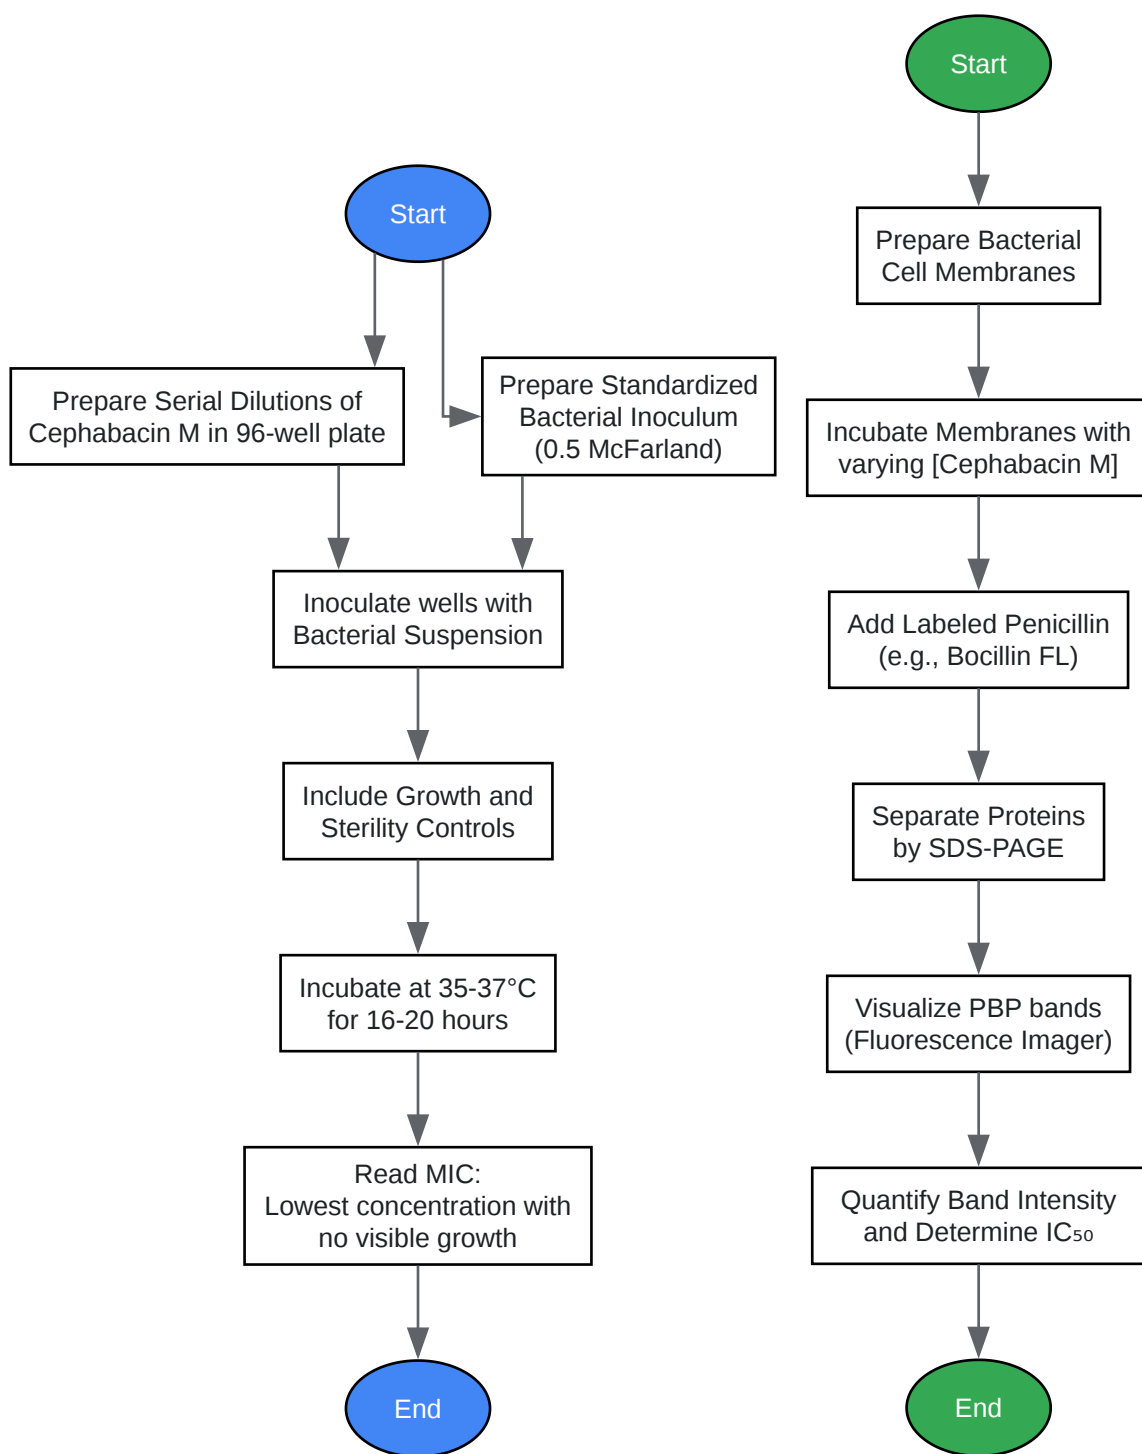 Start
Prepare Serial Dilutions of
Cephabacin M in 96-well plate
Prepare Standardized
Bacterial Inoculum
(0.5 McFarland)
Inoculate wells with
Bacterial Suspension
Include Growth and
Sterility Controls
Incubate at 35-37°C
for 16-20 hours
Read MIC:
Lowest concentration with
no visible growth
End
Start
Prepare Bacterial
Cell Membranes
Incubate Membranes with
varying [Cephabacin M]
Add Labeled Penicillin
(e.g., Bocillin FL)
Separate Proteins
by SDS-PAGE
Visualize PBP bands
(Fluorescence Imager)
Quantify Band Intensity
and Determine IC₅₀
End